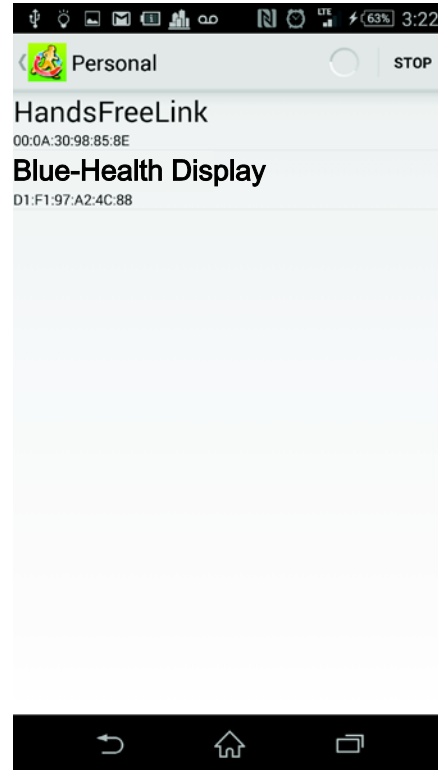 LTE 63% 3:22
Personal STOP
HandsFreeLink
00:0A:30:98:85:8E
Blue-Health Display
D1:F1:97:A2:4C:88